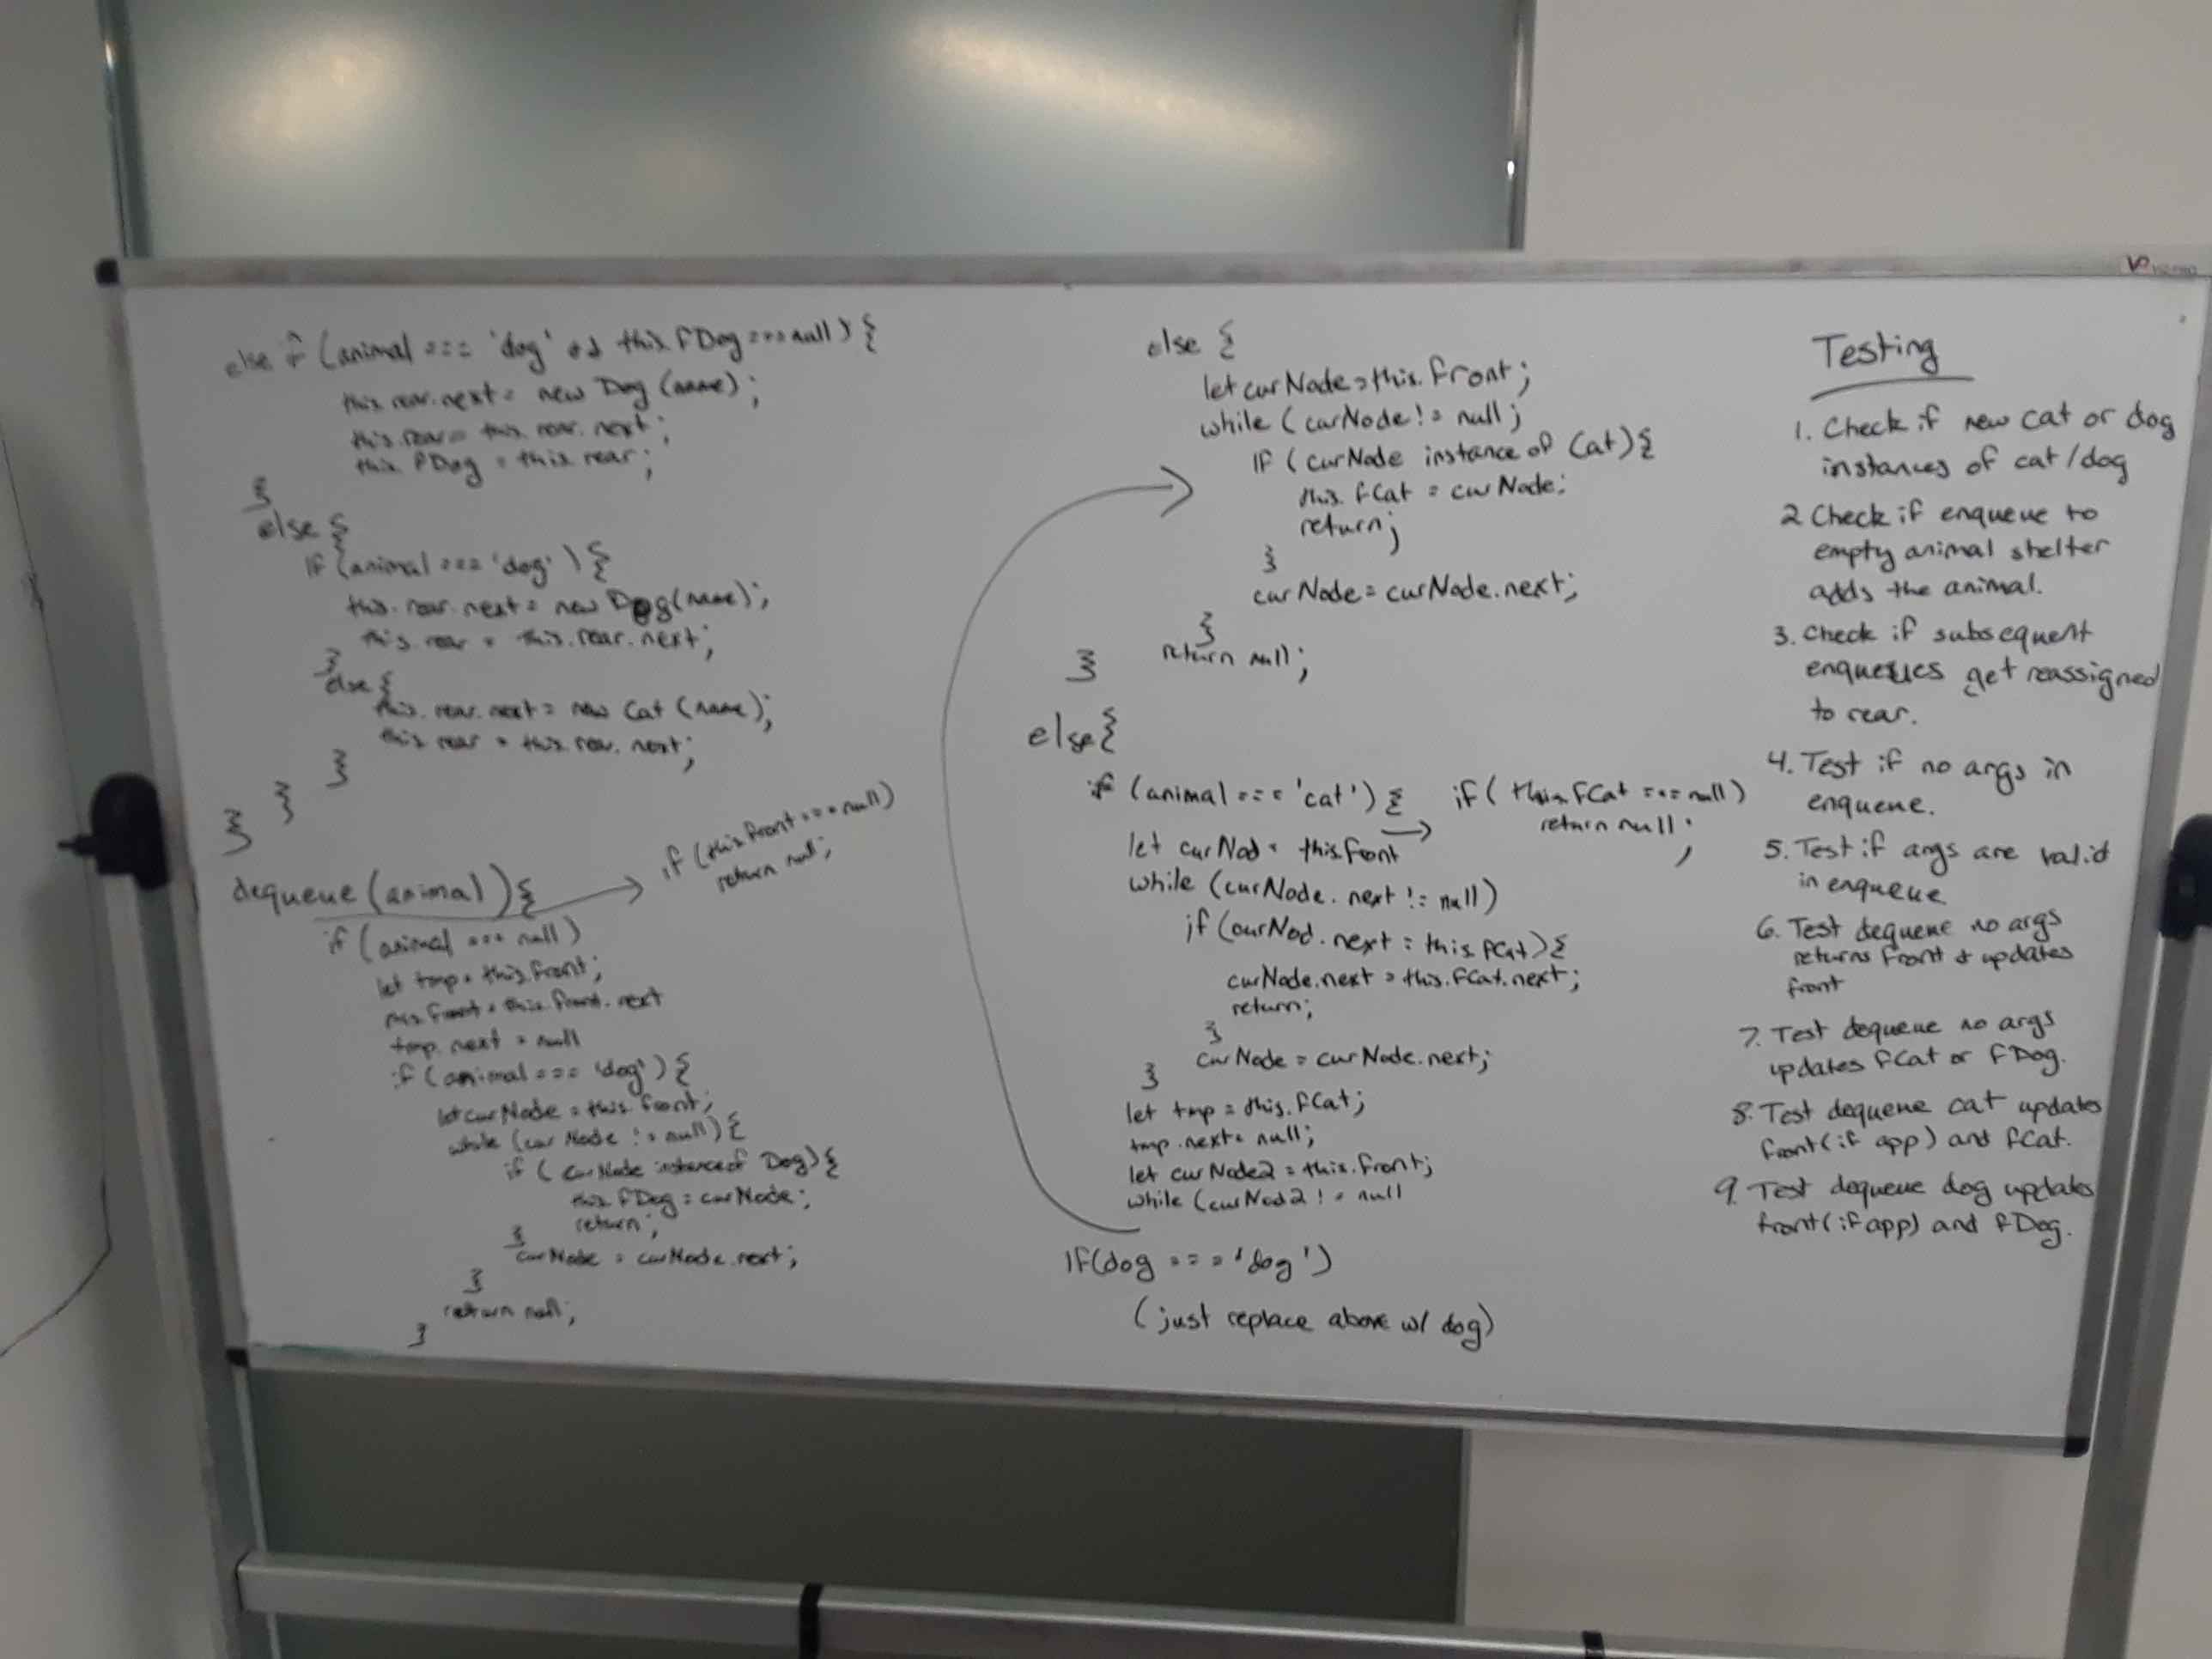 else if (animal === 'dog' && this.fDog === null) {
this.rear.next = new Dog (name);
this.rear = this.rear.next;
this.fDog = this.rear;
}
else {
if (animal === 'dog') {
this.rear.next = new Dog(name);
this.rear = this.rear.next;
}
else {
this.rear.next = new Cat (name);
this.rear = this.rear.next;
}
}
}
dequeue (animal) {
if (this.front === null)
return null;
if (animal === null)
let tmp = this.front;
this.front = this.front.next
tmp.next = null
if (animal === 'dog') {
let curNode = this.front;
while (curNode != null) {
if (curNode instanceof Dog) {
this.fDog = curNode;
return;
}
curNode = curNode.next;
}
return null;
}
else {
let curNode = this.front;
while (curNode != null;
IF (curNode instance of Cat) {
this.fCat = curNode;
return;
}
curNode = curNode.next;
}
return null;
}
else {
if (animal === 'cat') {
if (this.fCat === null)
return null;
let curNod = this.front
while (curNode.next != null)
if (curNod.next = this.fCat) {
curNode.next = this.fCat.next;
return;
}
curNode = curNode.next;
}
let tmp = this.fCat;
tmp.next = null;
let curNode2 = this.front;
while (curNod2 != null
IF(dog === 'dog')
(just replace above w/ dog)
Testing
1. Check if new cat or dog
instances of cat/dog
2 Check if enqueue to
empty animal shelter
adds the animal.
3. Check if subsequent
enqueues get reassigned
to rear.
4. Test if no args in
enqueue.
5. Test if args are valid
in enqueue
6. Test dequeue no args
returns front & updates
front
7. Test dequeue no args
updates fCat or fDog.
8. Test dequeue cat updates
front (if app) and fCat.
9. Test dequeue dog updates
front (if app) and fDog.